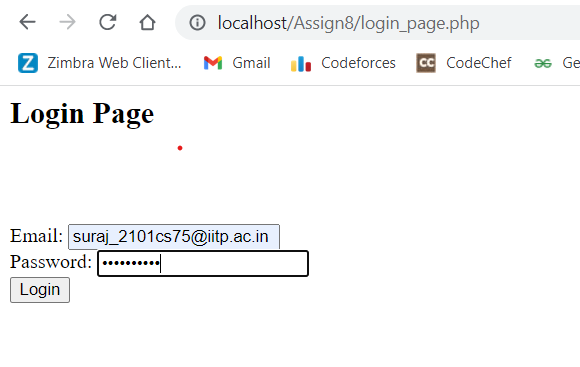 localhost/Assign8/login_page.php
Zimbra Web Client... Gmail Codeforces CC CodeChef Ge
Login Page
Email: suraj_2101cs75@iitp.ac.in
Password: ••••••••••
Login